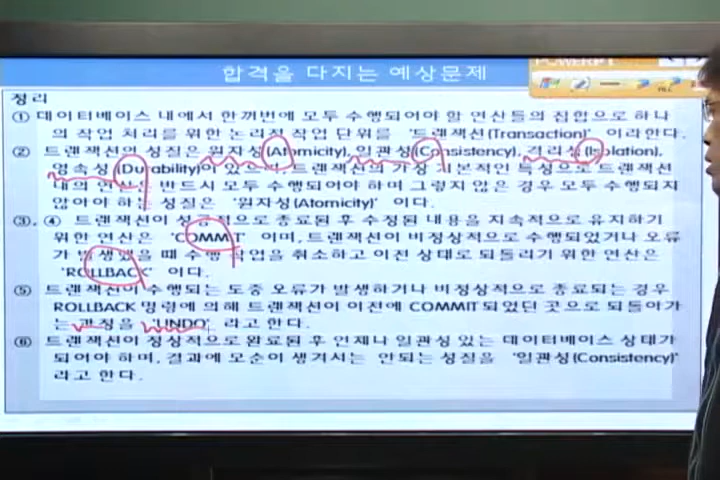 합격을 다지는 예상문제
POWERPT
정리
① 데이터베이스 내에서 한꺼번에 모두 수행되어야 할 연산들의 집합으로 하나
의 작업 처리를 위한 논리적 작업 단위를 '트랜잭션(Transaction)' 이라한다.
② 트랜잭션의 성질은 원자성(Atomicity), 일관성(Consistency), 격리성(Isolation),
영속성(Durability)이 있으며 트랜잭션의 가장 기본적인 특성으로 트랜잭션
내의 연산은 반드시 모두 수행되어야 하며 그렇지 않은 경우 모두 수행되지
않아야 하는 성질은 '원자성(Atomicity)' 이다.
③, ④ 트랜잭션이 성공적으로 종료된 후 수정된 내용을 지속적으로 유지하기
위한 연산은 'COMMIT' 이며, 트랜잭션이 비정상적으로 수행되었거나 오류
가 발생했을 때 수행 작업을 취소하고 이전 상태로 되돌리기 위한 연산은
'ROLLBACK' 이다.
⑤ 트랜잭션이 수행되는 도중 오류가 발생하거나 비정상적으로 종료되는 경우
ROLLBACK 명령에 의해 트랜잭션이 이전에 COMMIT 되었던 곳으로 되돌아가
는 과정을 'UNDO' 라고 한다.
⑥ 트랜잭션이 정상적으로 완료된 후 언제나 일관성 있는 데이터베이스 상태가
되어야 하며, 결과에 모순이 생겨서는 안되는 성질을 '일관성(Consistency)'
라고 한다.